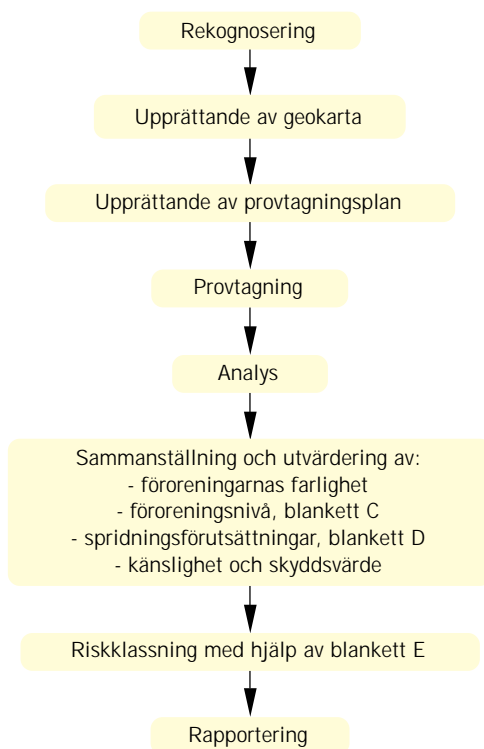 Rekognosering
Upprättande av geokarta
Upprättande av provtagningsplan
Provtagning
Analys
Sammanställning och utvärdering av:
- föroreningarnas farlighet
- föroreningsnivå, blankett C
- spridningsförutsättningar, blankett D
- känslighet och skyddsvärde
Riskklassning med hjälp av blankett E
Rapportering